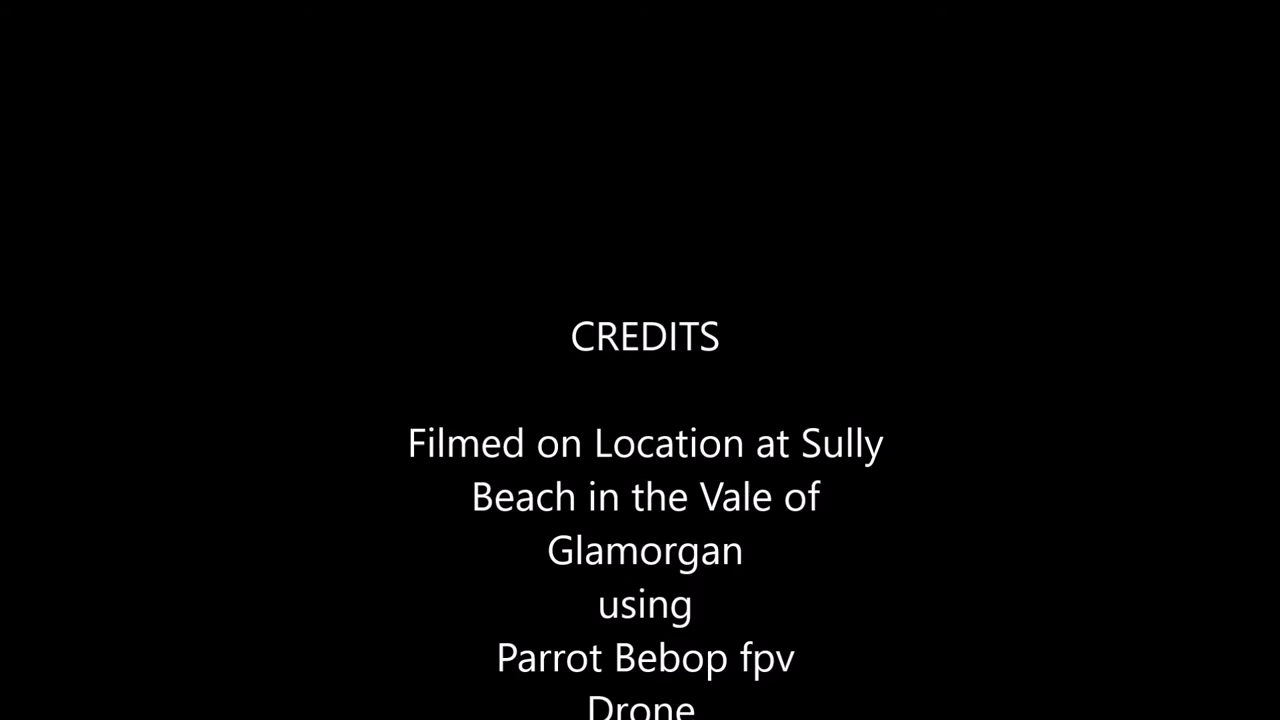 CREDITS
Filmed on Location at Sully
Beach in the Vale of
Glamorgan
using
Parrot Bebop fpv
Drone